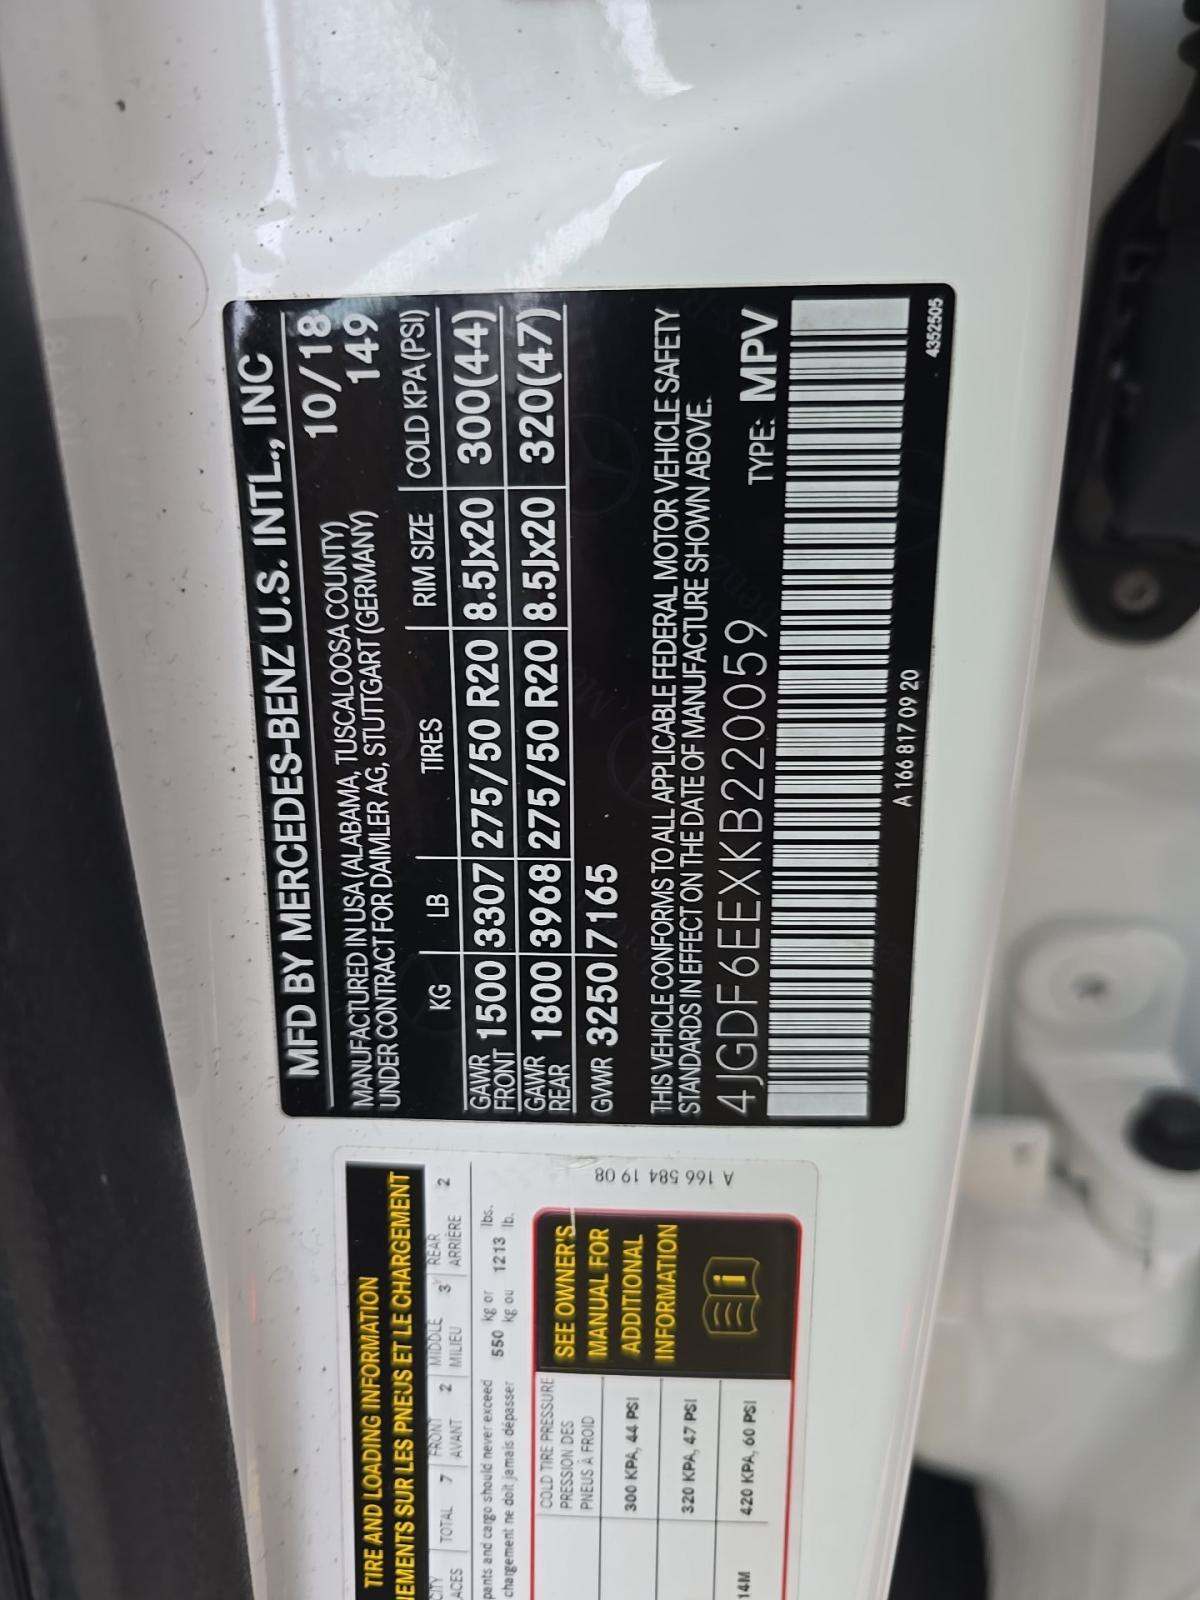 MFD BY MERCEDES-BENZ U.S. INTL., INC
MANUFACTURED IN USA (ALABAMA, TUSCALOOSA COUNTY) 10/18
UNDER CONTRACT FOR DAIMLER AG, STUTTGART (GERMANY) 149
KG LB TIRES RIM SIZE COLD KPA (PSI)
GAWR FRONT 1500 3307 275/50 R20 8.5Jx20 300(44)
GAWR REAR 1800 3968 275/50 R20 8.5Jx20 320(47)
GWR 3250 7165
THIS VEHICLE CONFORMS TO ALL APPLICABLE FEDERAL MOTOR VEHICLE SAFETY
STANDARDS IN EFFECT ON THE DATE OF MANUFACTURE SHOWN ABOVE.
4JGDF6EEXKB220059 TYPE: MPV
A 166 817 09 20
4352505
TIRE AND LOADING INFORMATION
SUR LES PNEUS ET LE CHARGEMENT
TOTAL 7 FRONT AVANT 2 MIDDLE MILIEU 3 REAR ARRIÈRE 2
and cargo should never exceed 550 kg or 1213 lbs.
chargement ne doit jamais dépasser kg ou lb.
COLD TIRE PRESSURE
PRESSION DES
PNEUS À FROID
300 KPA, 44 PSI
320 KPA, 47 PSI
420 KPA, 60 PSI
SEE OWNER'S
MANUAL FOR
ADDITIONAL
INFORMATION
A 166 584 19 08